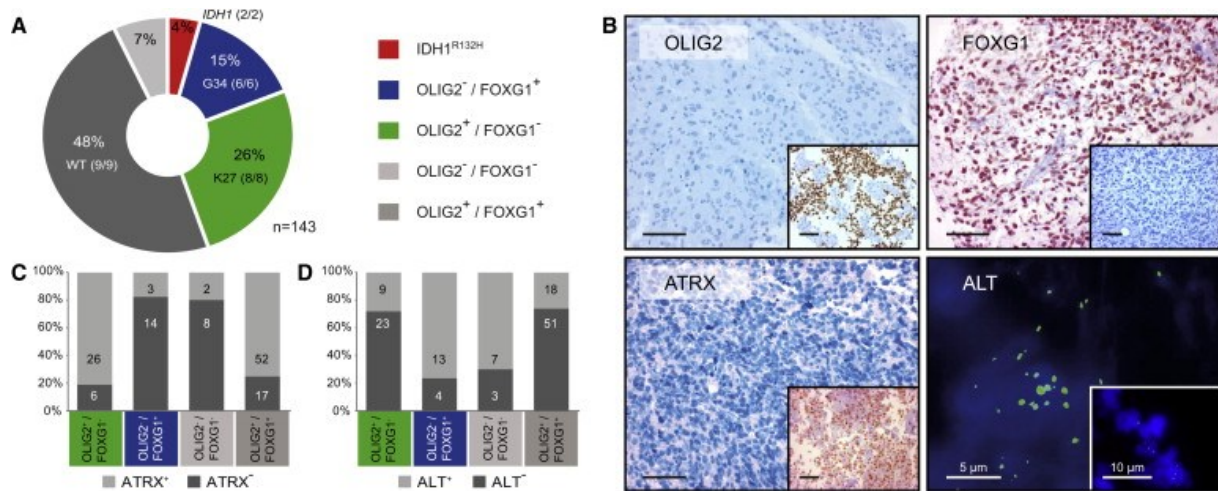 A
IDH1 (2/2)
4%
7%
15%
G34 (6/6)
48%
WT (9/9)
26%
K27 (8/8)
n=143
IDH1^R132H
OLIG2⁻ / FOXG1⁺
OLIG2⁺ / FOXG1⁻
OLIG2⁻ / FOXG1⁻
OLIG2⁺ / FOXG1⁺
B
OLIG2
FOXG1
ATRX
ALT
5 µm
10 µm
C
100%
80%
60%
40%
20%
0%
26
6
3
14
2
8
52
17
OLIG2⁺ /
FOXG1⁻
OLIG2⁻ /
FOXG1⁺
OLIG2⁻ /
FOXG1⁻
OLIG2⁺ /
FOXG1⁺
ATRX⁺
ATRX⁻
D
100%
80%
60%
40%
20%
0%
9
23
13
4
7
3
18
51
OLIG2⁺ /
FOXG1⁻
OLIG2⁻ /
FOXG1⁺
OLIG2⁻ /
FOXG1⁻
OLIG2⁺ /
FOXG1⁺
ALT⁺
ALT⁻